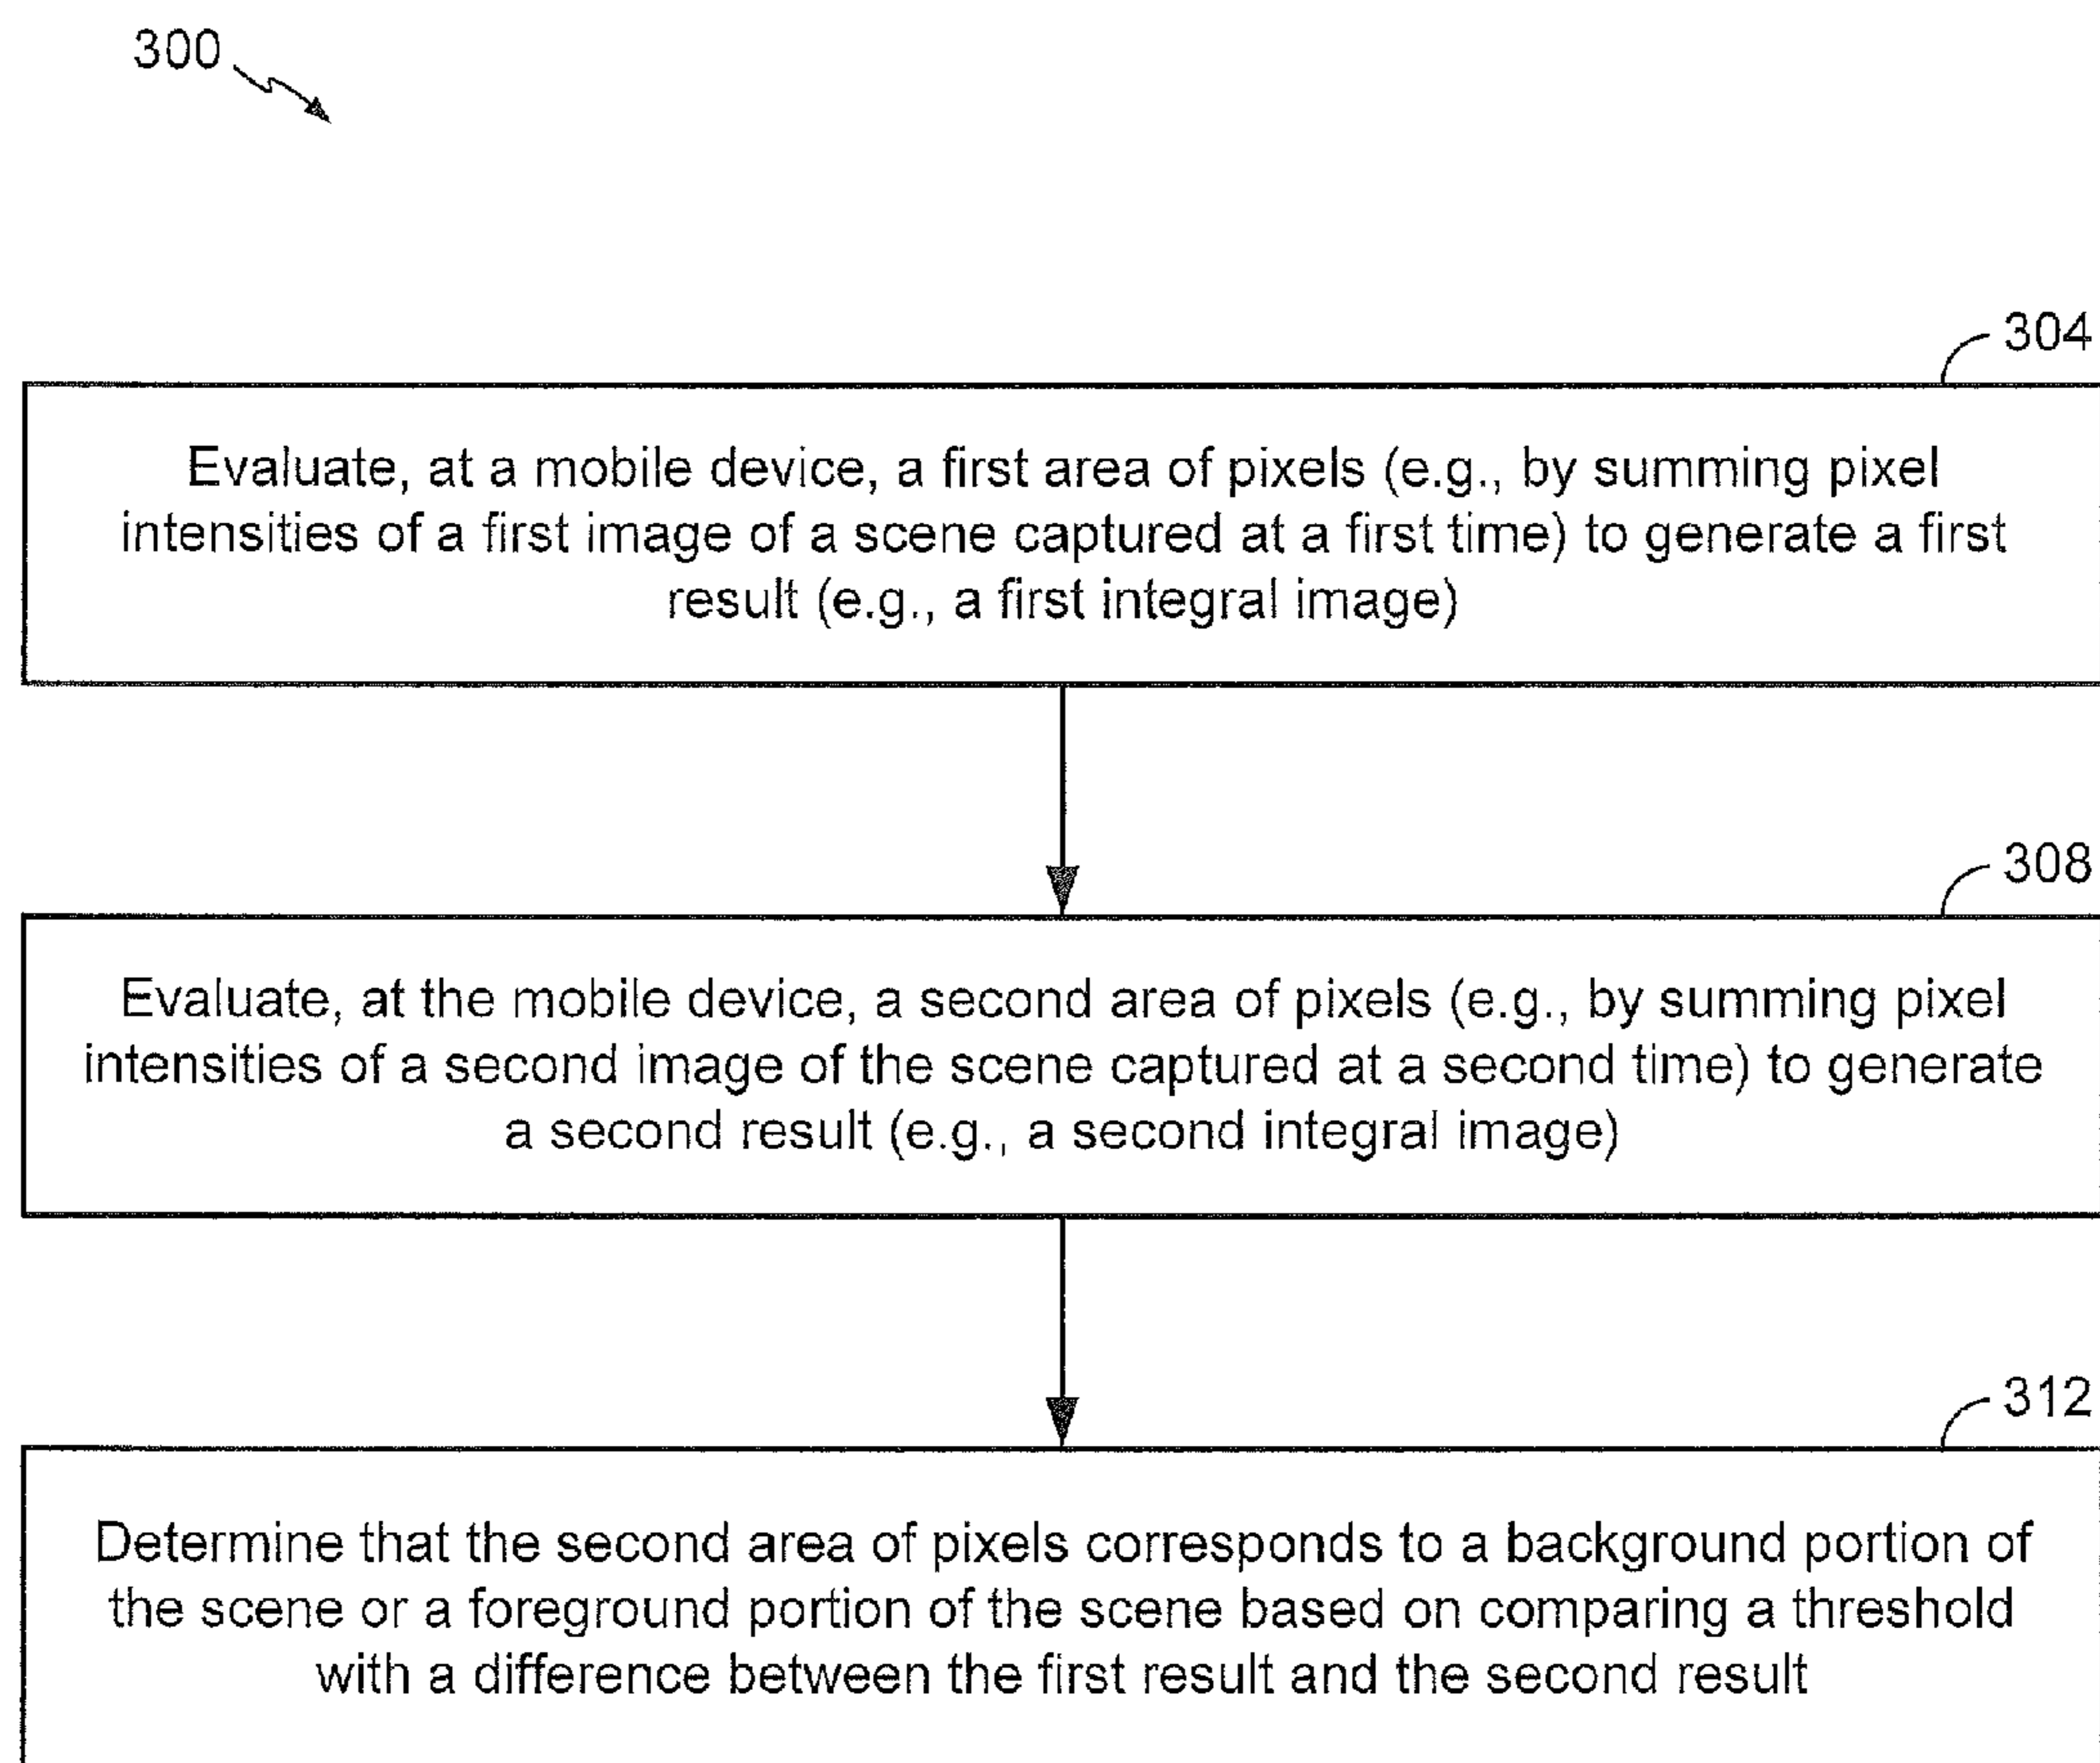 300
304
Evaluate, at a mobile device, a first area of pixels (e.g., by summing pixel
intensities of a first image of a scene captured at a first time) to generate a first
result (e.g., a first integral image)
308
Evaluate, at the mobile device, a second area of pixels (e.g., by summing pixel
intensities of a second image of the scene captured at a second time) to generate
a second result (e.g., a second integral image)
312
Determine that the second area of pixels corresponds to a background portion of
the scene or a foreground portion of the scene based on comparing a threshold
with a difference between the first result and the second result